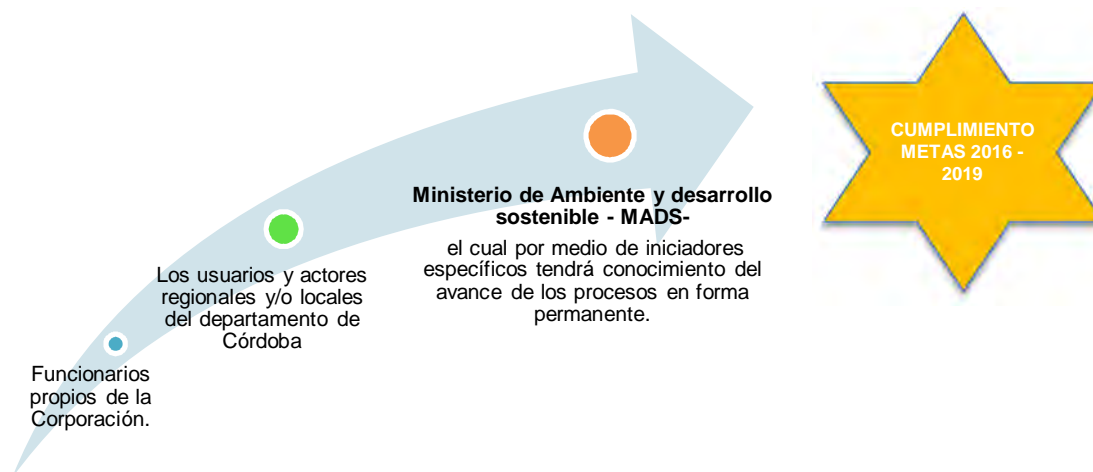 CUMPLIMIENTO
METAS 2016 -
2019
Ministerio de Ambiente y desarrollo
sostenible - MADS-
el cual por medio de iniciadores
específicos tendrá conocimiento del
avance de los procesos en forma
permanente.
Los usuarios y actores
regionales y/o locales
del departamento de
Córdoba
Funcionarios
propios de la
Corporación.